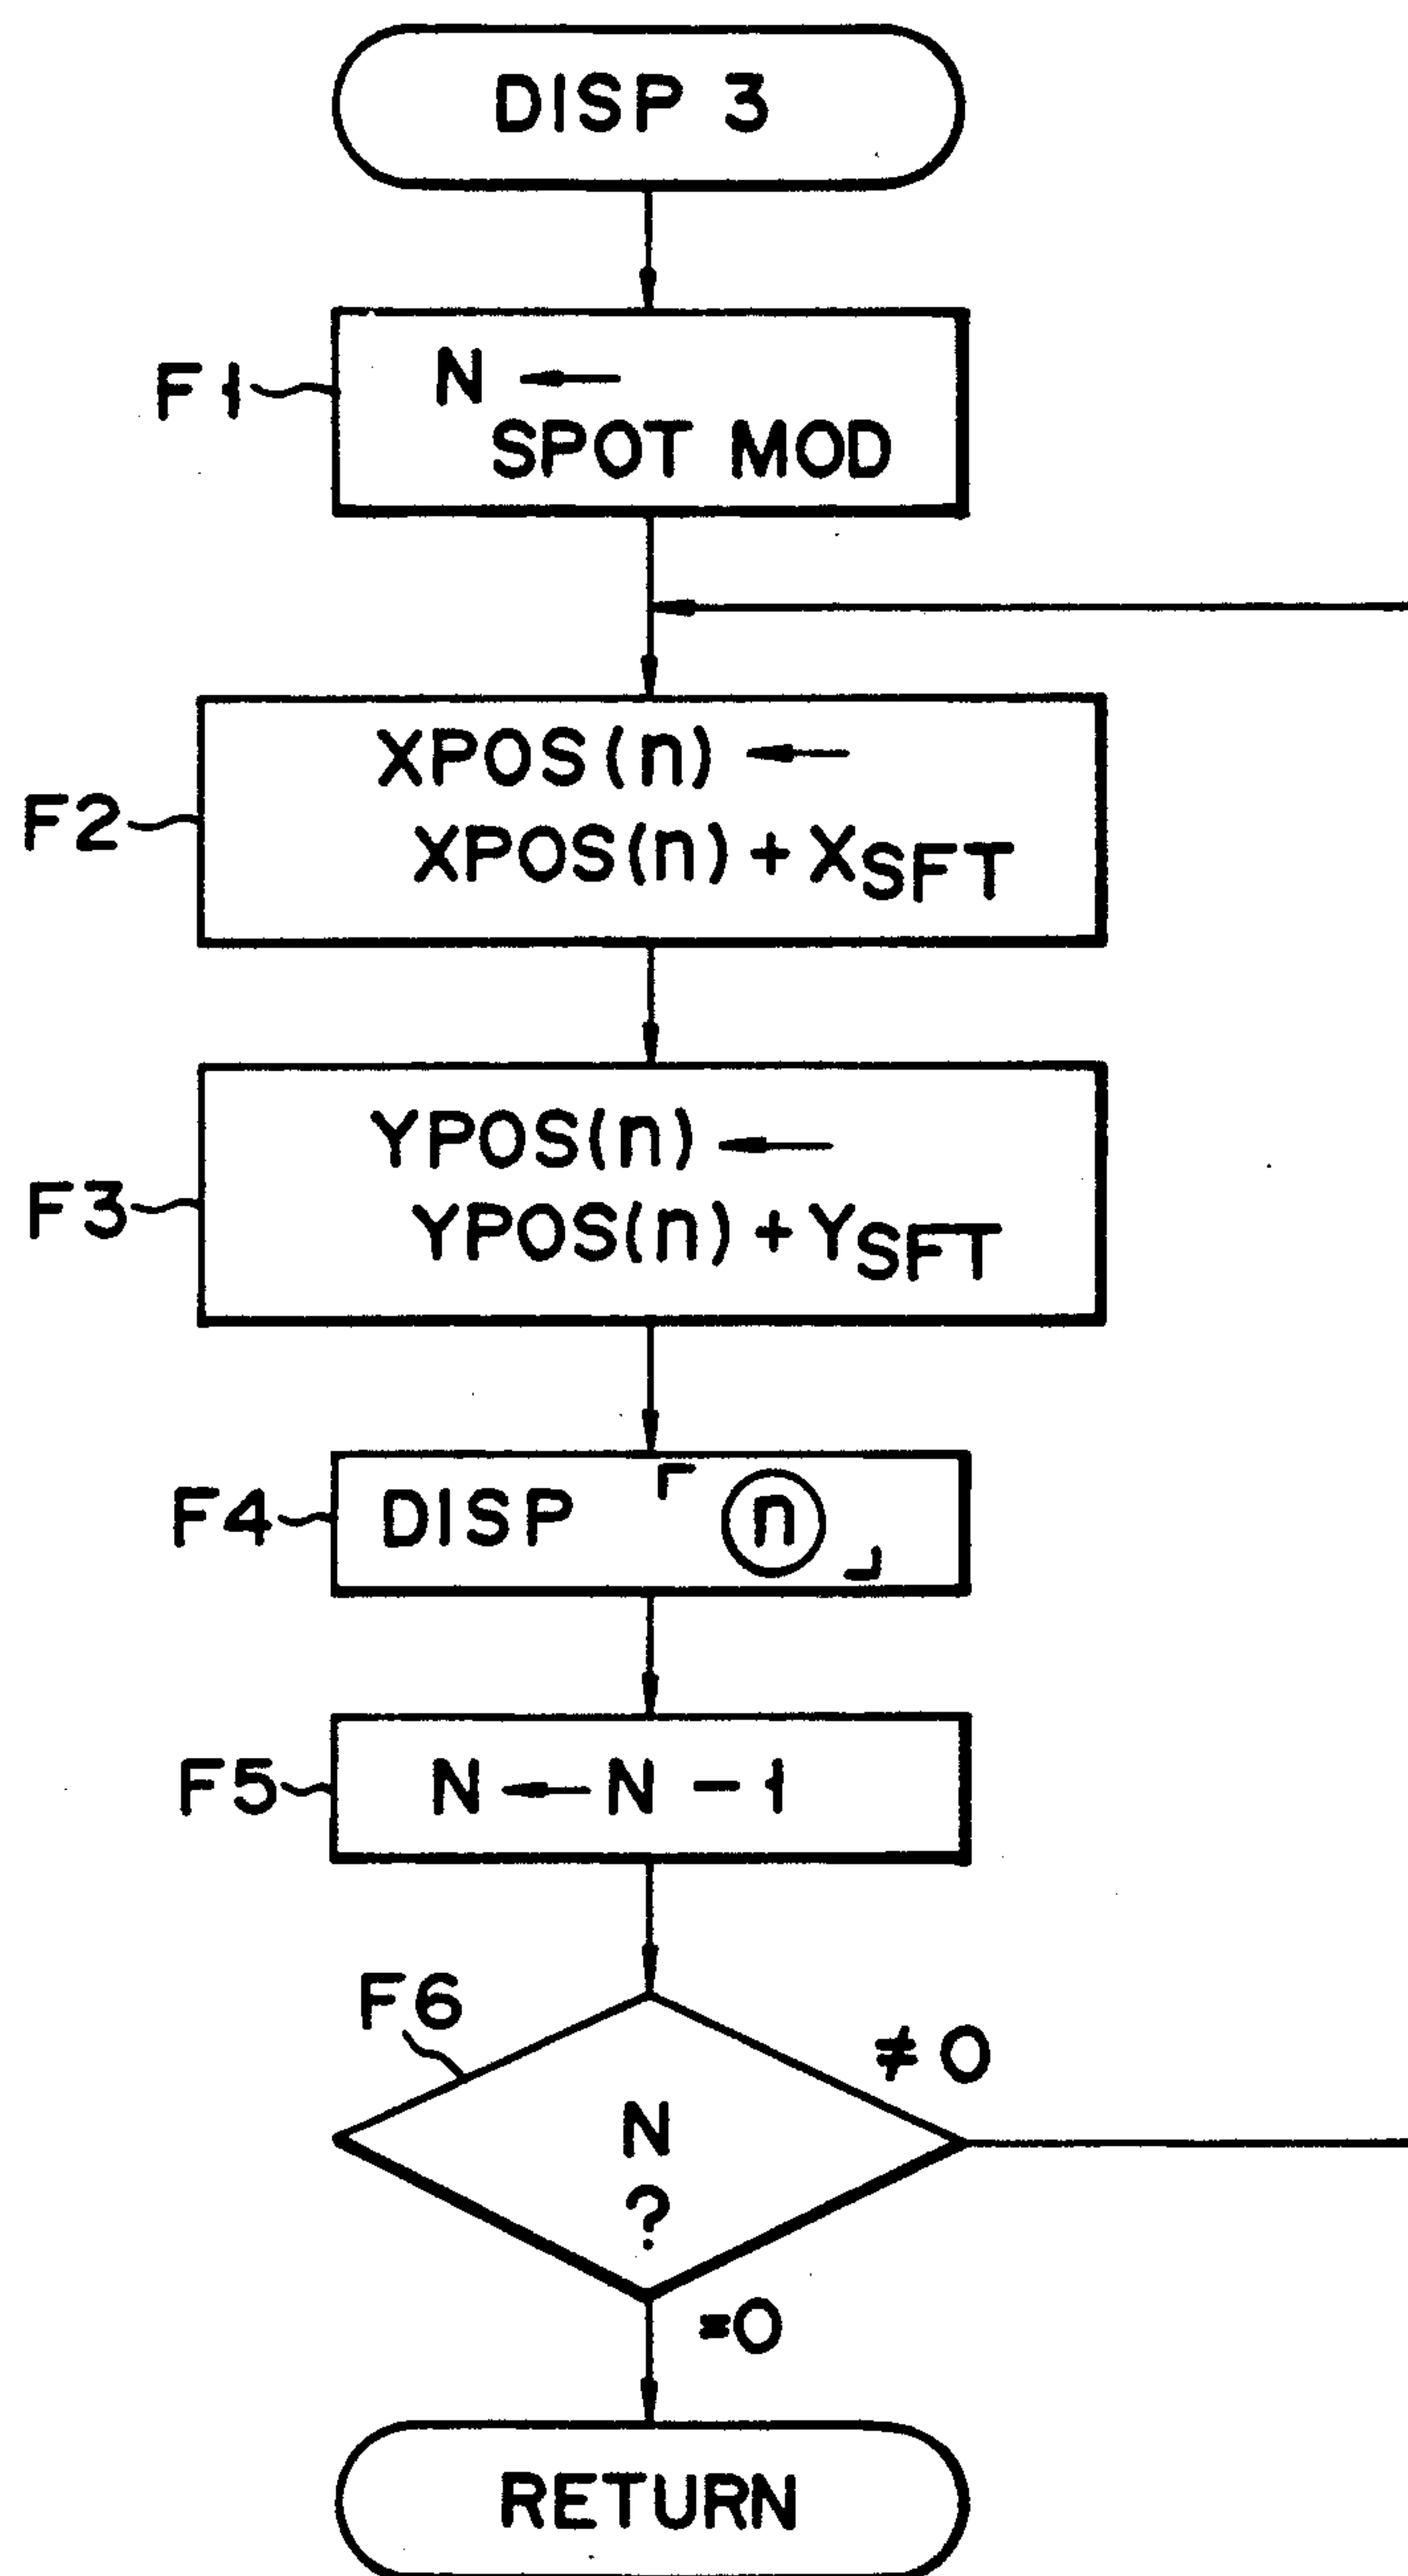 DISP 3
F1
N ←
SPOT MOD
F2
XPOS(n) ←
XPOS(n) + XSFT
F3
YPOS(n) ←
YPOS(n) + YSFT
F4
DISP 「ⓝ」
F5
N ← N - 1
F6
≠ 0
N
?
=0
RETURN